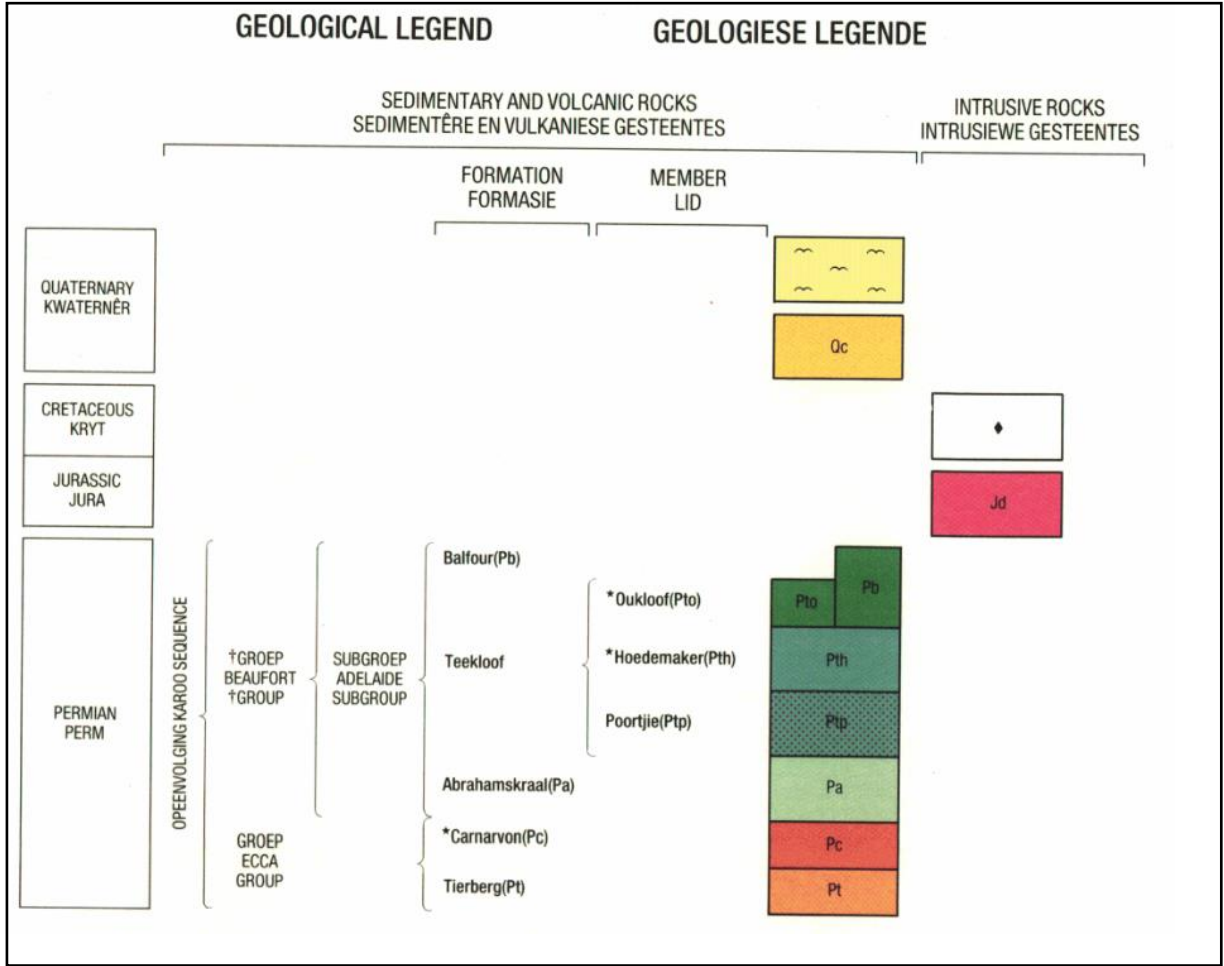 GEOLOGICAL LEGEND
GEOLOGIESE LEGENDE
SEDIMENTARY AND VOLCANIC ROCKS
SEDIMENTÊRE EN VULKANIESE GESTEENTES
INTRUSIVE ROCKS
INTRUSIEWE GESTEENTES
FORMATION
FORMASIE
MEMBER
LID
QUATERNARY
KWATERNÊR
Qc
CRETACEOUS
KRYT
JURASSIC
JURA
Jd
PERMIAN
PERM
OPEENVOLGING KAROO SEQUENCE
†GROEP
BEAUFORT
†GROUP
SUBGROEP
ADELAIDE
SUBGROUP
Balfour(Pb)
Teekloof
*Oukloof(Pto)
*Hoedemaker(Pth)
Poortjie(Ptp)
Abrahamskraal(Pa)
GROEP
ECCA
GROUP
*Carnarvon(Pc)
Tierberg(Pt)
Pto
Pb
Pth
Ptp
Pa
Pc
Pt